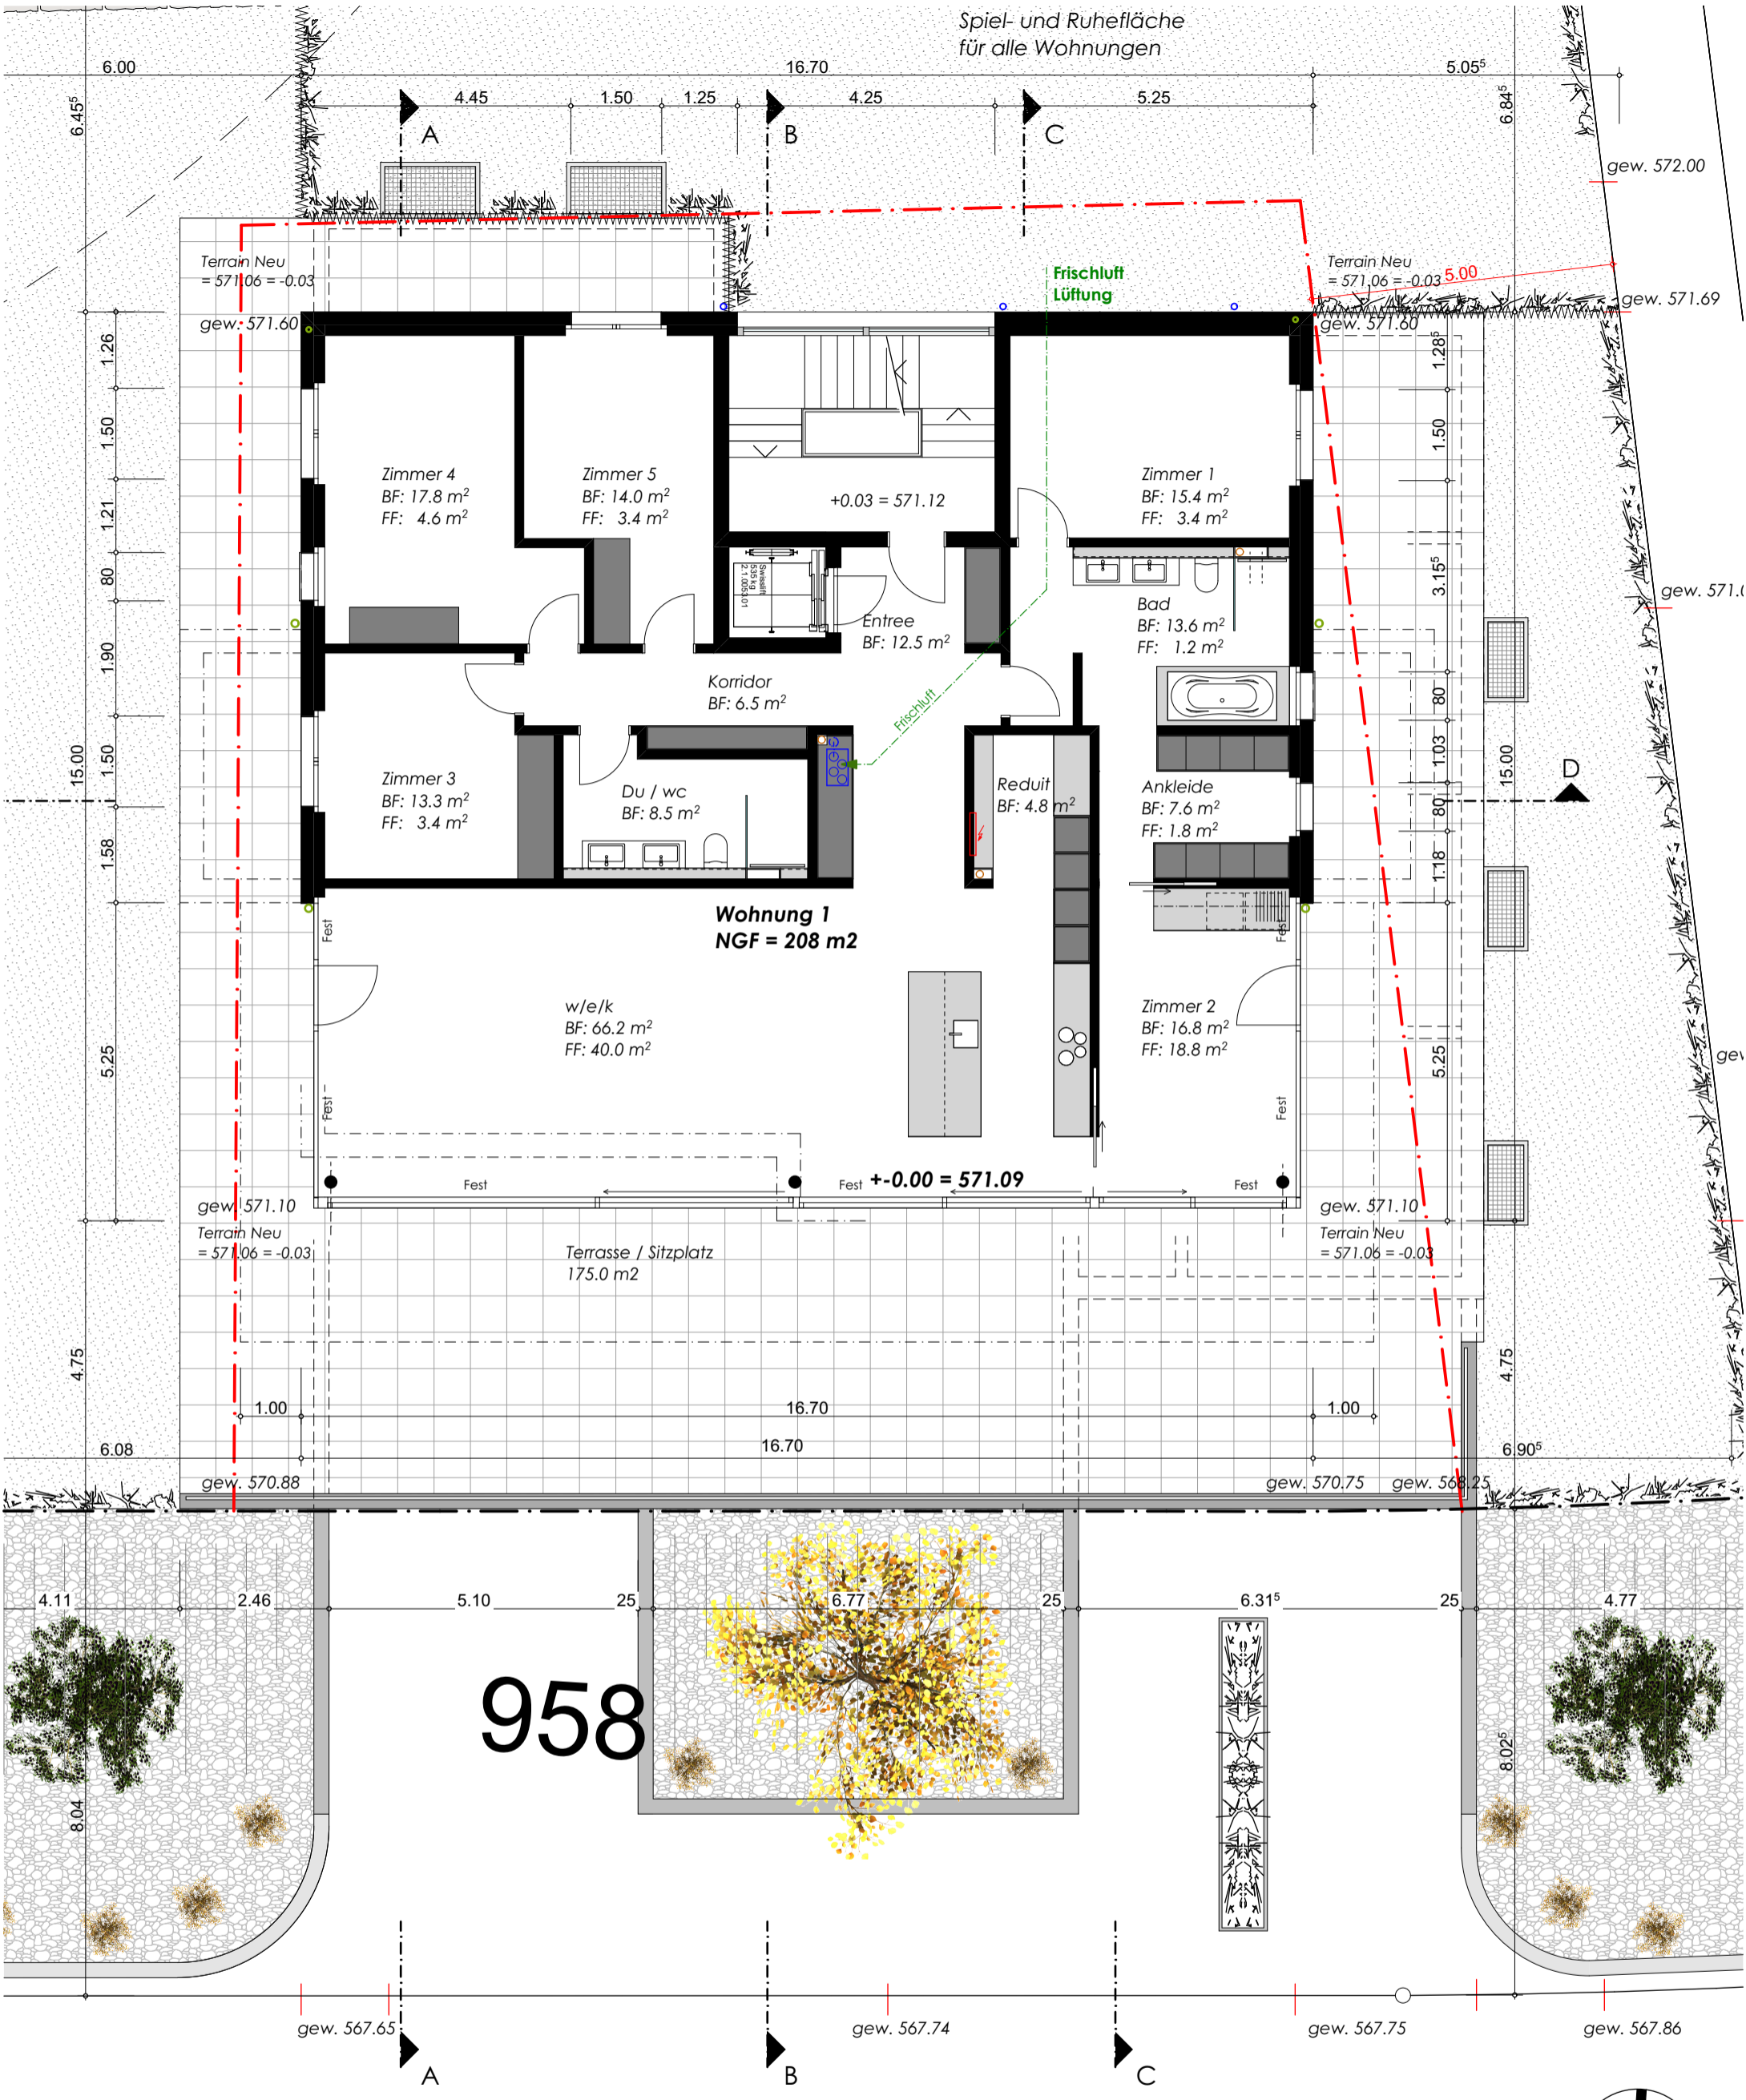 Spiel- und Ruhefläche
für alle Wohnungen
6.00
16.70
5.05⁵
4.45
1.50
1.25
4.25
5.25
6.45⁵
6.84⁵
A
B
C
gew. 572.00
Terrain Neu
= 571.06 = -0.03
Frischluft
Lüftung
Terrain Neu
= 571.06 = -0.03
5.00
gew. 571.69
gew. 571.60
gew. 571.60
1.26
1.50
1.21
80
1.90
1.50
1.58
5.25
15.00
4.75
1.28⁵
1.50
3.15⁵
80
1.03
80
1.18
5.25
15.00
4.75
Zimmer 4
BF: 17.8 m²
FF: 4.6 m²
Zimmer 5
BF: 14.0 m²
FF: 3.4 m²
+0.03 = 571.12
Zimmer 1
BF: 15.4 m²
FF: 3.4 m²
Swisslift
535 kg
2.1.0053.01
Entree
BF: 12.5 m²
Bad
BF: 13.6 m²
FF: 1.2 m²
Korridor
BF: 6.5 m²
Frischluft
Zimmer 3
BF: 13.3 m²
FF: 3.4 m²
Du / wc
BF: 8.5 m²
Reduit
BF: 4.8 m²
Ankleide
BF: 7.6 m²
FF: 1.8 m²
D
Wohnung 1
NGF = 208 m2
Fest
Fest
w/e/k
BF: 66.2 m²
FF: 40.0 m²
Zimmer 2
BF: 16.8 m²
FF: 18.8 m²
Fest
Fest
Fest
Fest
+-0.00 = 571.09
Fest
gew. 571.10
Terrain Neu
= 571.06 = -0.03
gew. 571.10
Terrain Neu
= 571.06 = -0.03
Terrasse / Sitzplatz
175.0 m2
1.00
16.70
1.00
6.08
16.70
6.90⁵
gew. 570.88
gew. 570.75
gew. 568.25
4.11
2.46
5.10
25
6.77
25
6.31⁵
25
4.77
958
8.04
8.02⁵
gew. 567.65
gew. 567.74
gew. 567.75
gew. 567.86
A
B
C